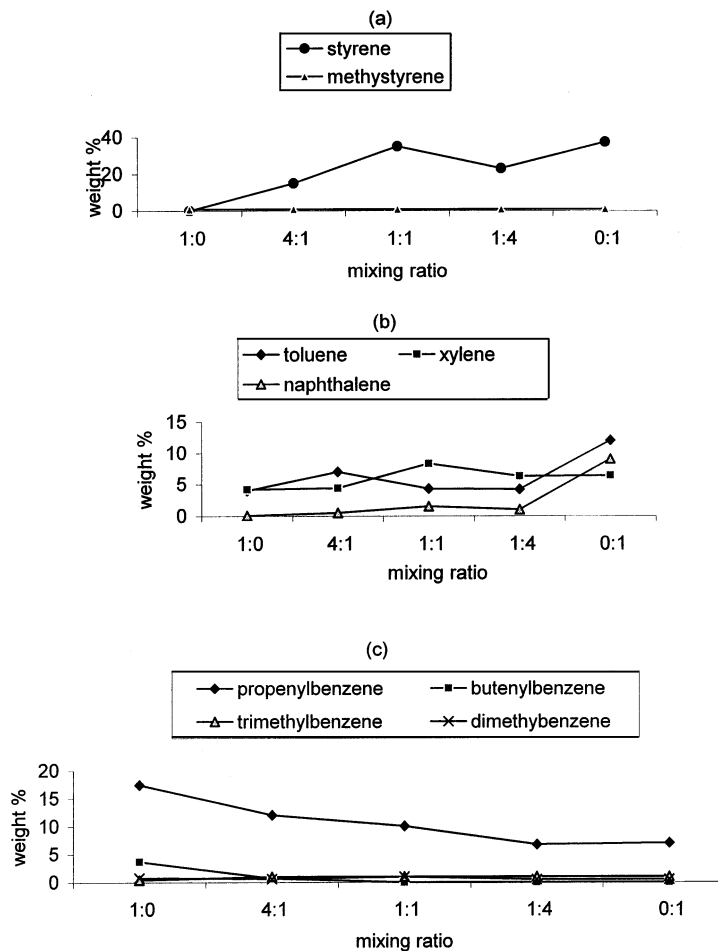 (a)
styrene
methystyrene
40
20
0
weight %
1:0 4:1 1:1 1:4 0:1
mixing ratio
(b)
toluene xylene
naphthalene
15
10
5
0
weight %
1:0 4:1 1:1 1:4 0:1
mixing ratio
(c)
propenylbenzene butenylbenzene
trimethylbenzene dimethybenzene
20
15
10
5
0
weight %
1:0 4:1 1:1 1:4 0:1
mixing ratio